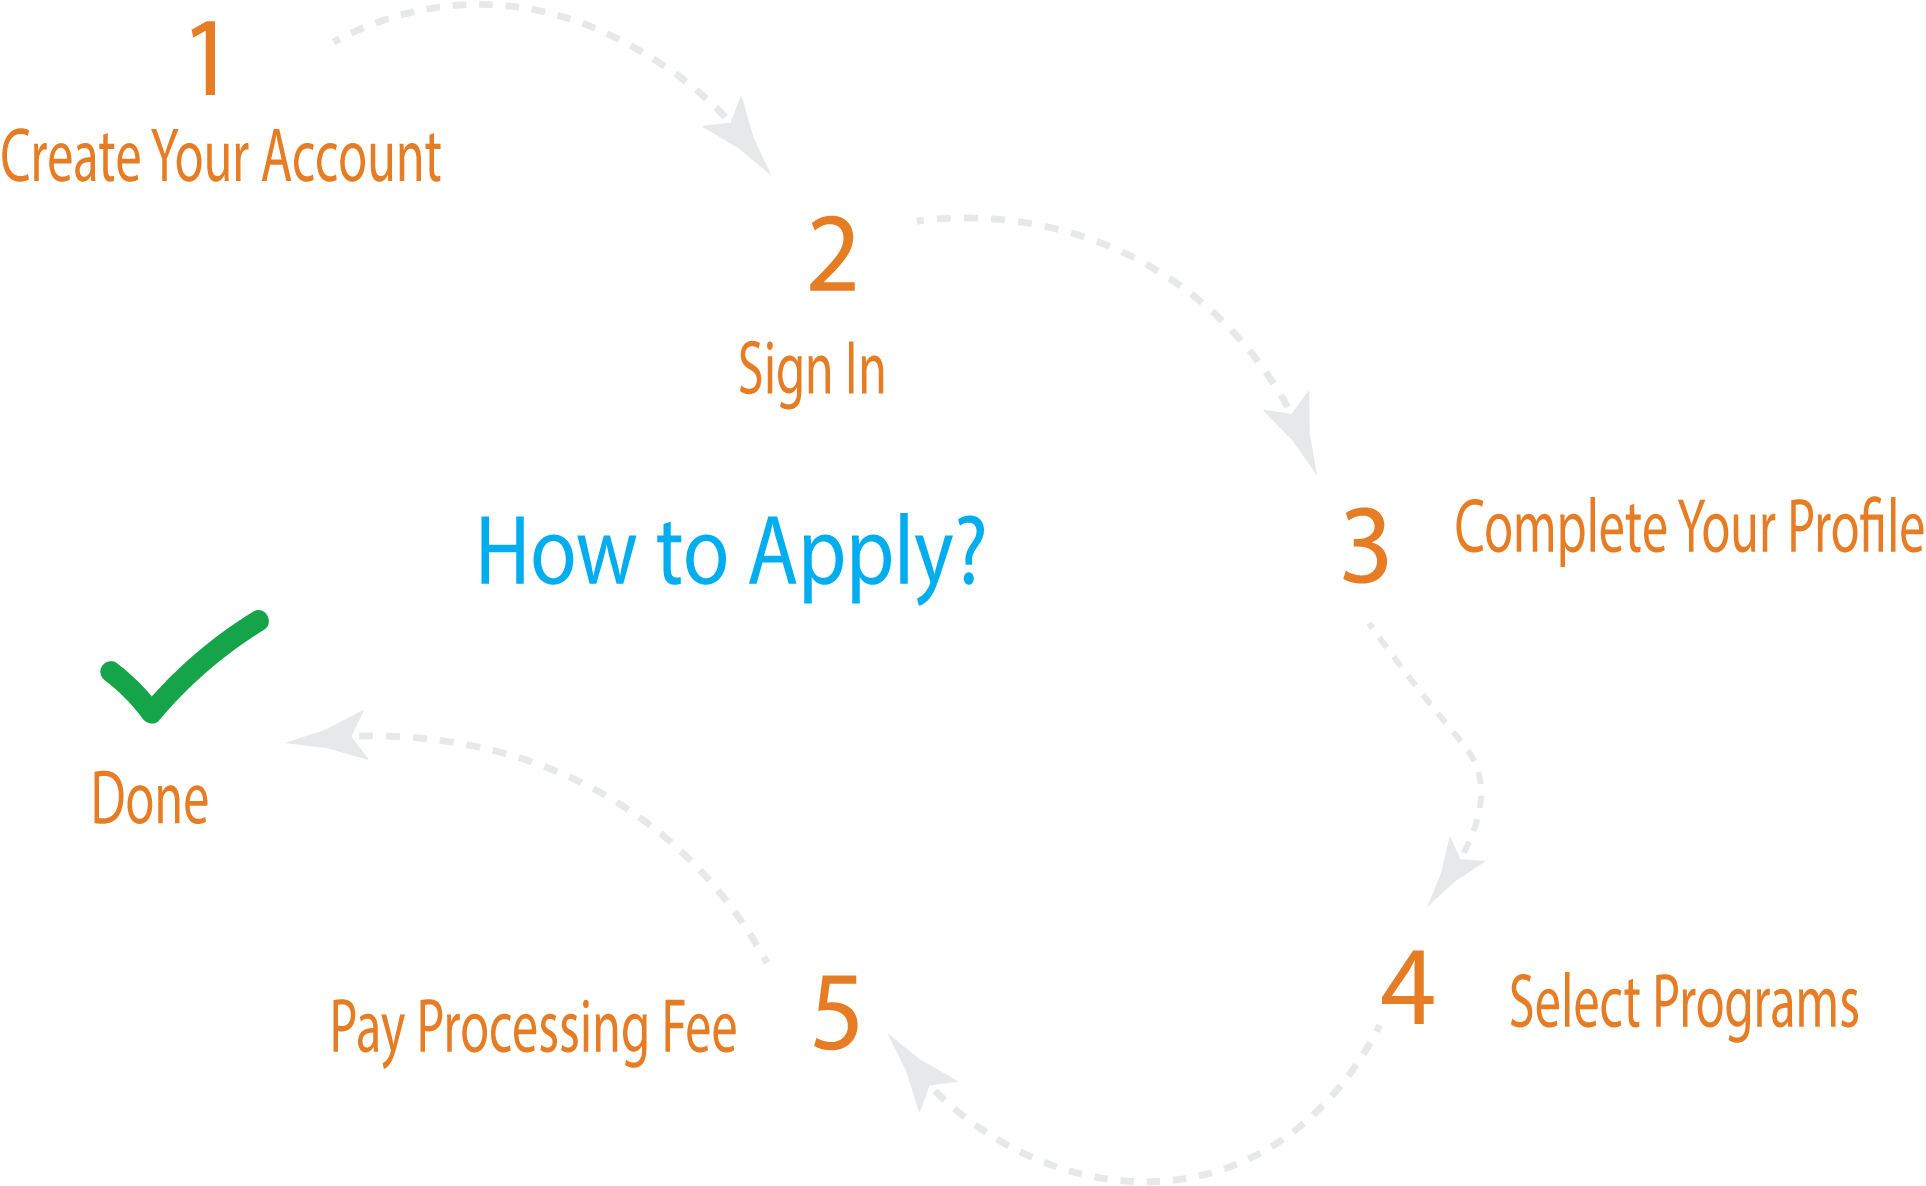 1
Create Your Account
2
Sign In
How to Apply?
3
Complete Your Profile
4
Select Programs
5
Pay Processing Fee
Done